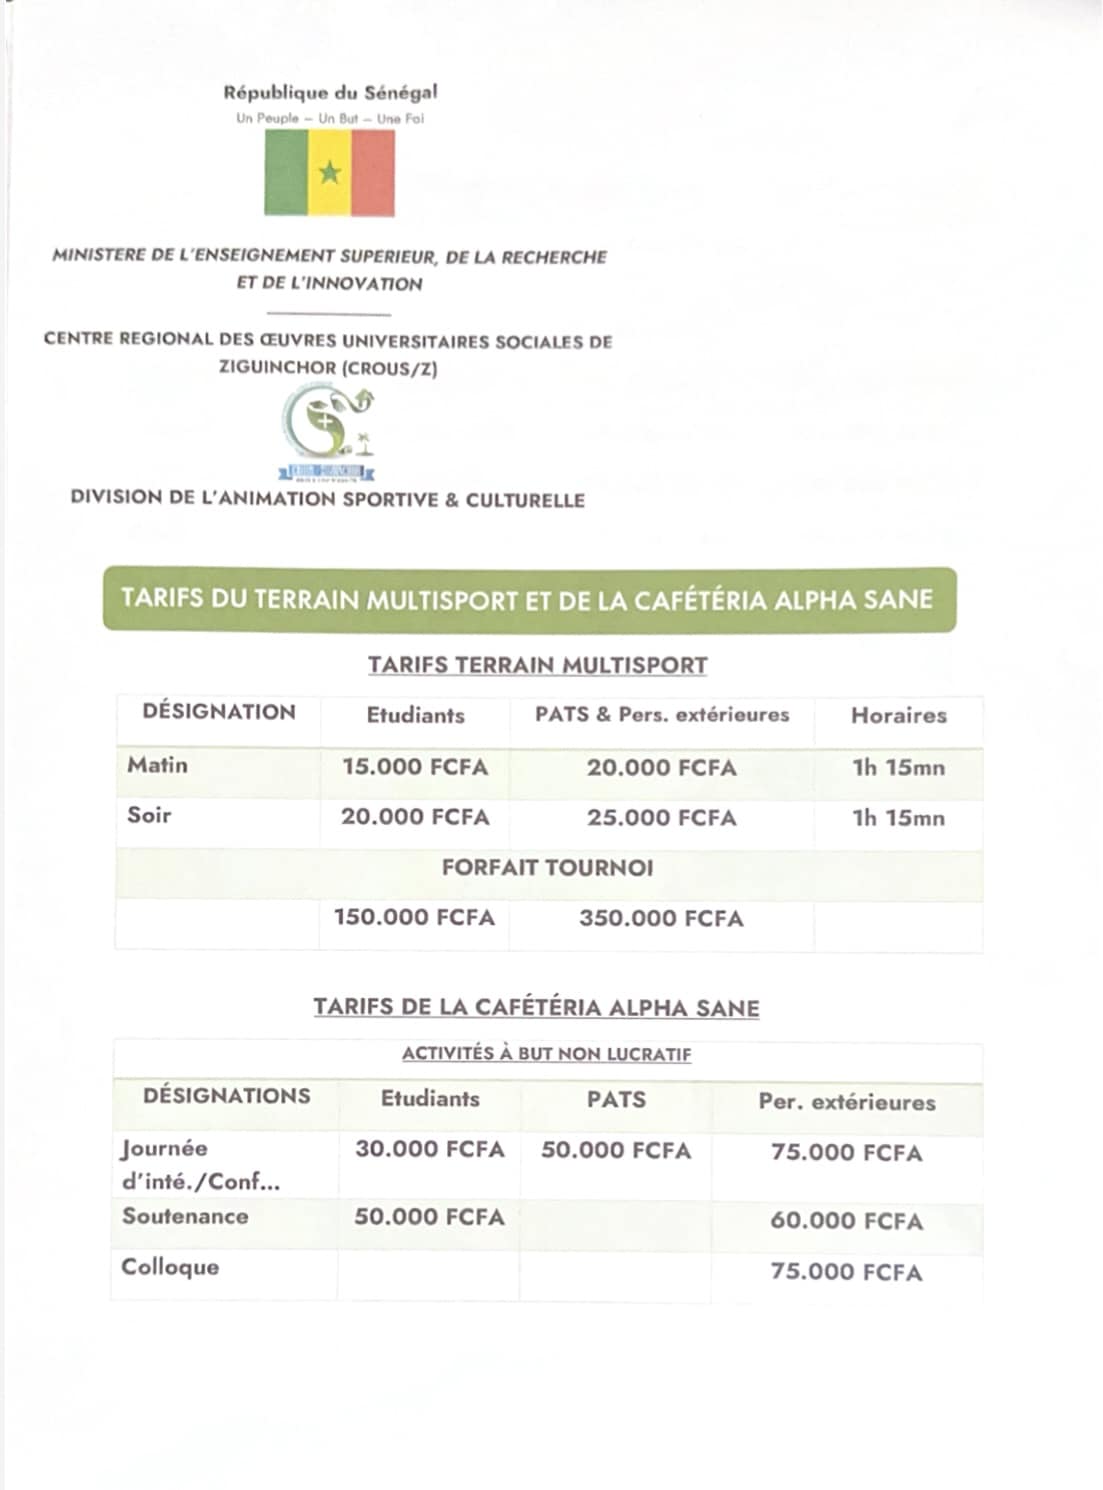 République du Sénégal
Un Peuple – Un But – Une Foi
MINISTERE DE L'ENSEIGNEMENT SUPERIEUR, DE LA RECHERCHE
ET DE L'INNOVATION
CENTRE REGIONAL DES ŒUVRES UNIVERSITAIRES SOCIALES DE
ZIGUINCHOR (CROUS/Z)
DIVISION DE L'ANIMATION SPORTIVE & CULTURELLE
TARIFS DU TERRAIN MULTISPORT ET DE LA CAFÉTÉRIA ALPHA SANE
TARIFS TERRAIN MULTISPORT
DÉSIGNATION Etudiants PATS & Pers. extérieures Horaires
Matin 15.000 FCFA 20.000 FCFA 1h 15mn
Soir 20.000 FCFA 25.000 FCFA 1h 15mn
FORFAIT TOURNOI
150.000 FCFA 350.000 FCFA
TARIFS DE LA CAFÉTÉRIA ALPHA SANE
ACTIVITÉS À BUT NON LUCRATIF
DÉSIGNATIONS Etudiants PATS Per. extérieures
Journée 30.000 FCFA 50.000 FCFA 75.000 FCFA
d'inté./Conf...
Soutenance 50.000 FCFA 60.000 FCFA
Colloque 75.000 FCFA